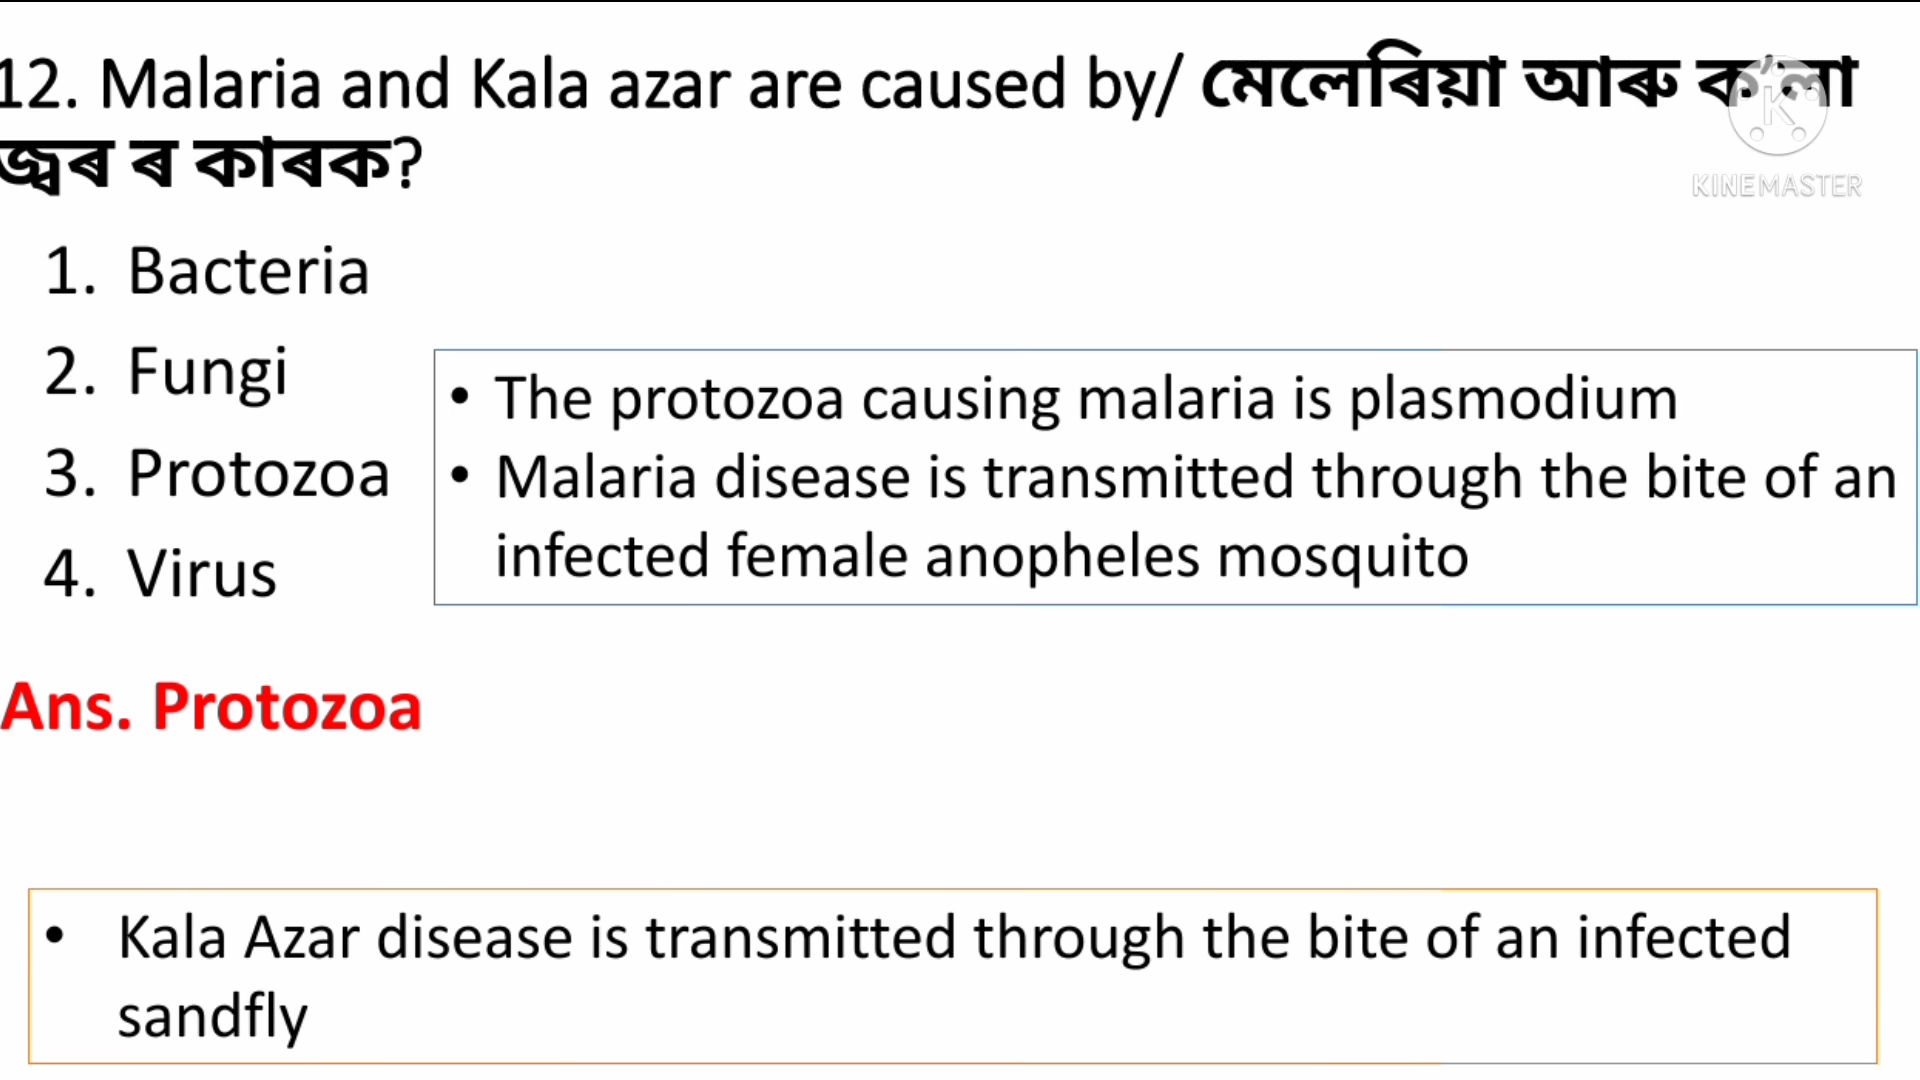 12. Malaria and Kala azar are caused by/ মেলেৰিয়া আৰু ক'লা
জ্বৰ ৰ কাৰক?
KINEMASTER
1. Bacteria
2. Fungi
3. Protozoa
4. Virus
• The protozoa causing malaria is plasmodium
• Malaria disease is transmitted through the bite of an
infected female anopheles mosquito
Ans. Protozoa
• Kala Azar disease is transmitted through the bite of an infected
sandfly